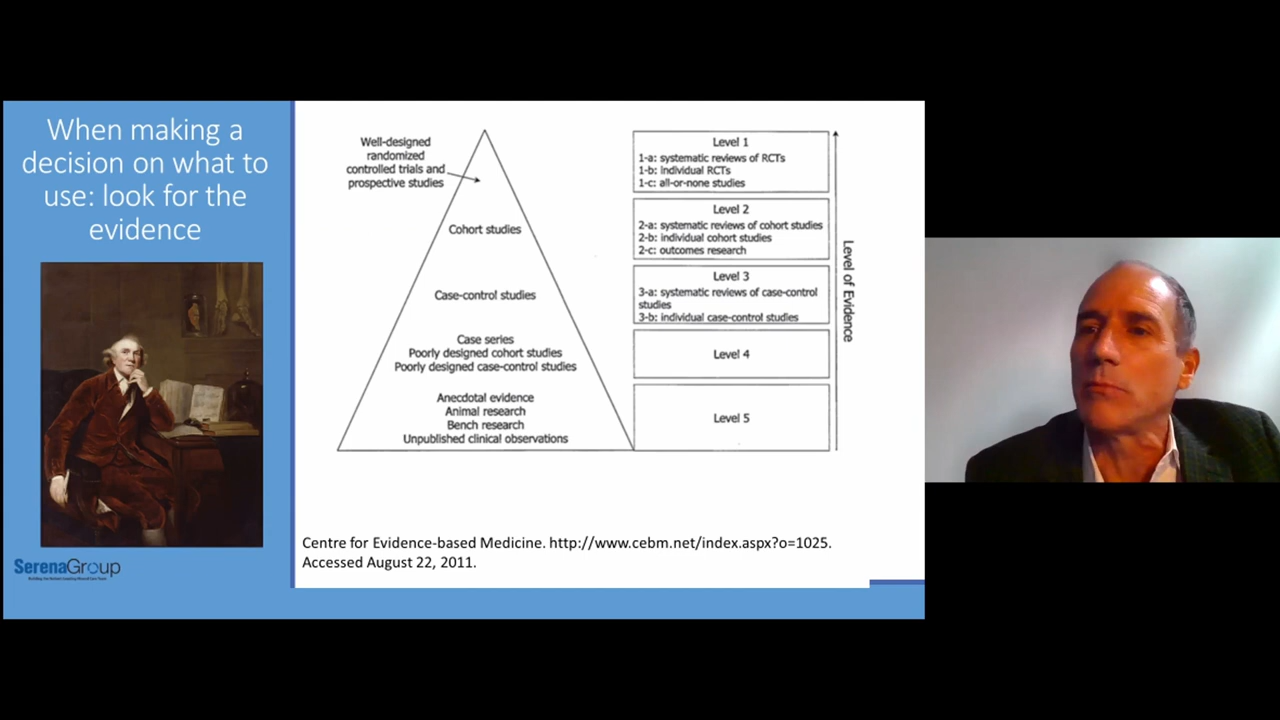 When making a
decision on what to
use: look for the
evidence
SerenaGroup
Well-designed
randomized
controlled trials and
prospective studies
Cohort studies
Case-control studies
Case series
Poorly designed cohort studies
Poorly designed case-control studies
Anecdotal evidence
Animal research
Bench research
Unpublished clinical observations
Level 1
1-a: systematic reviews of RCTs
1-b: individual RCTs
1-c: all-or-none studies
Level 2
2-a: systematic reviews of cohort studies
2-b: individual cohort studies
2-c: outcomes research
Level 3
3-a: systematic reviews of case-control
studies
3-b: individual case-control studies
Level 4
Level 5
Level of Evidence
Centre for Evidence-based Medicine. http://www.cebm.net/index.aspx?o=1025.
Accessed August 22, 2011.